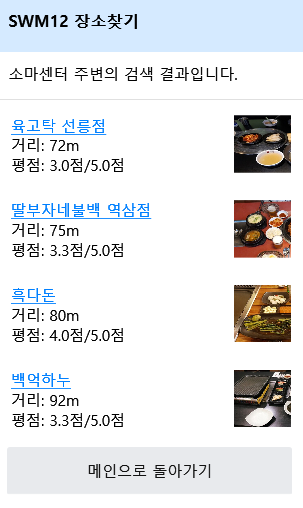 SWM12 장소찾기
소마센터 주변의 검색 결과입니다.
육고탁 선릉점
거리: 72m
평점: 3.0점/5.0점
딸부자네불백 역삼점
거리: 75m
평점: 3.3점/5.0점
흑다돈
거리: 80m
평점: 4.0점/5.0점
백억하누
거리: 92m
평점: 3.3점/5.0점
메인으로 돌아가기